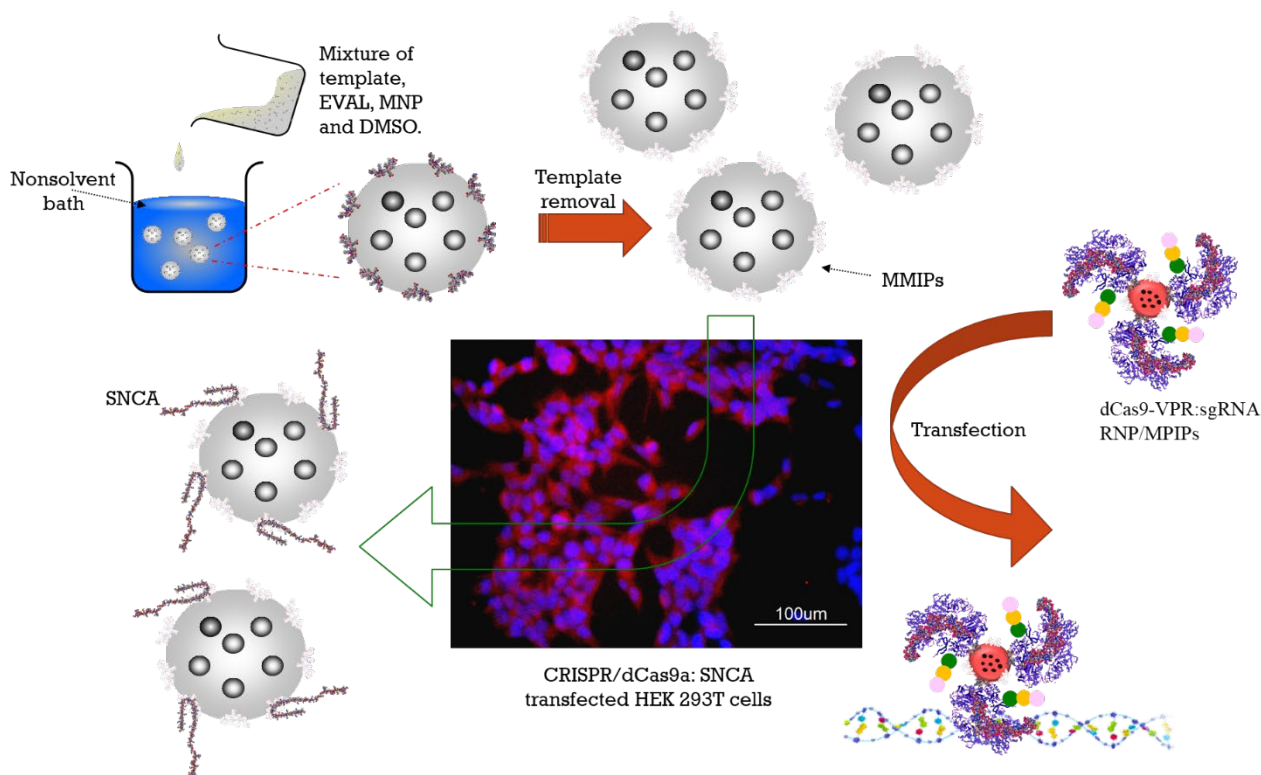 Mixture of
template,
EVAL, MNP
and DMSO.
Nonsolvent
bath
Template
removal
MMIPs
SNCA
dCas9-VPR:sgRNA
RNP/MPIPs
Transfection
100um
CRISPR/dCas9a: SNCA
transfected HEK 293T cells